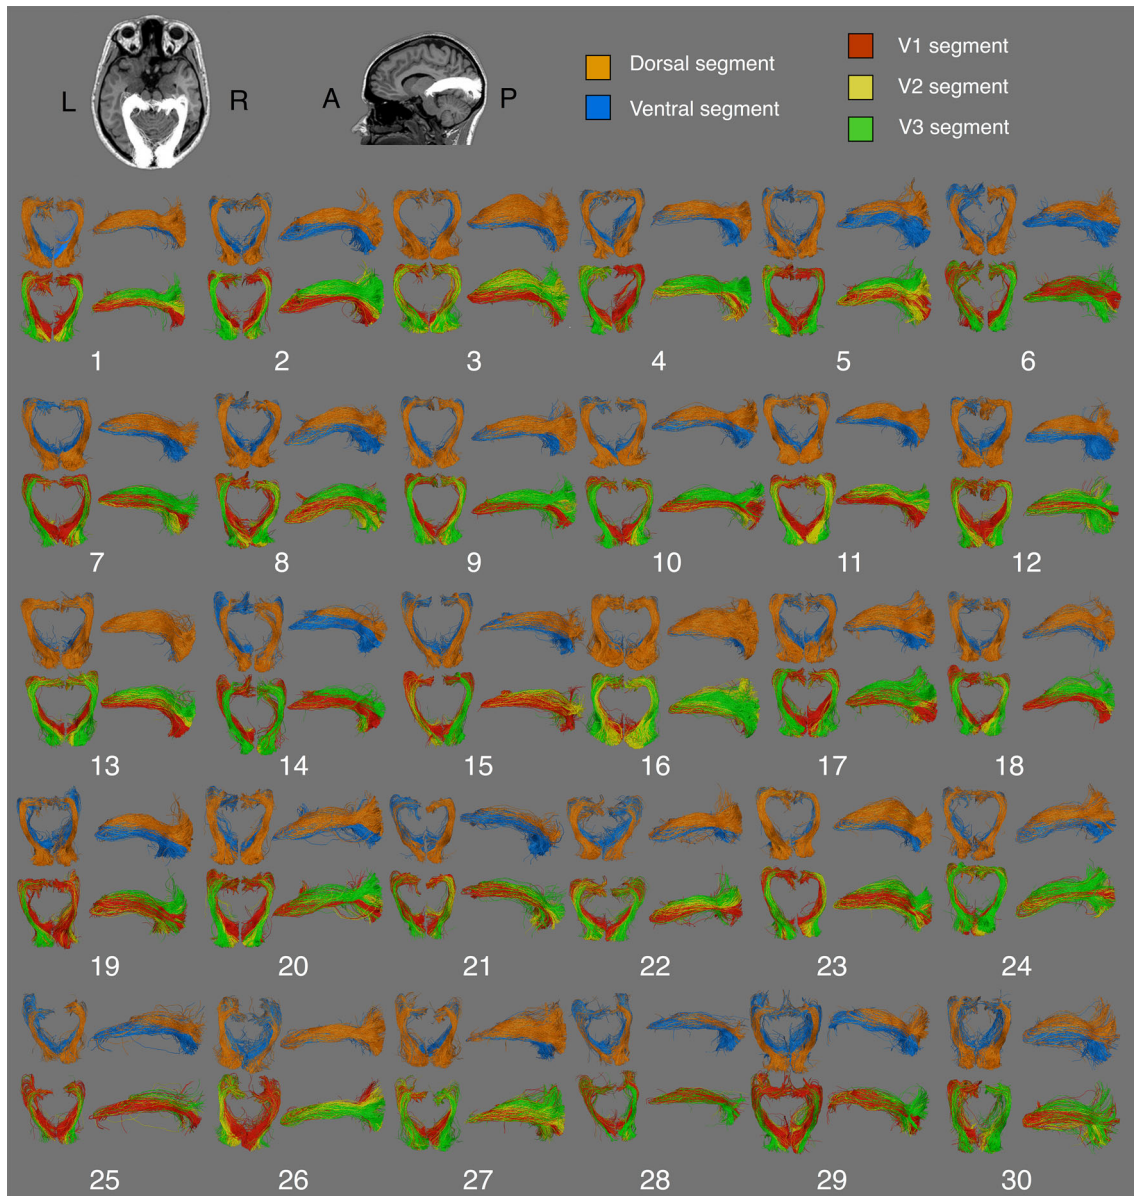 L R A P
Dorsal segment
Ventral segment
V1 segment
V2 segment
V3 segment
1 2 3 4 5 6
7 8 9 10 11 12
13 14 15 16 17 18
19 20 21 22 23 24
25 26 27 28 29 30